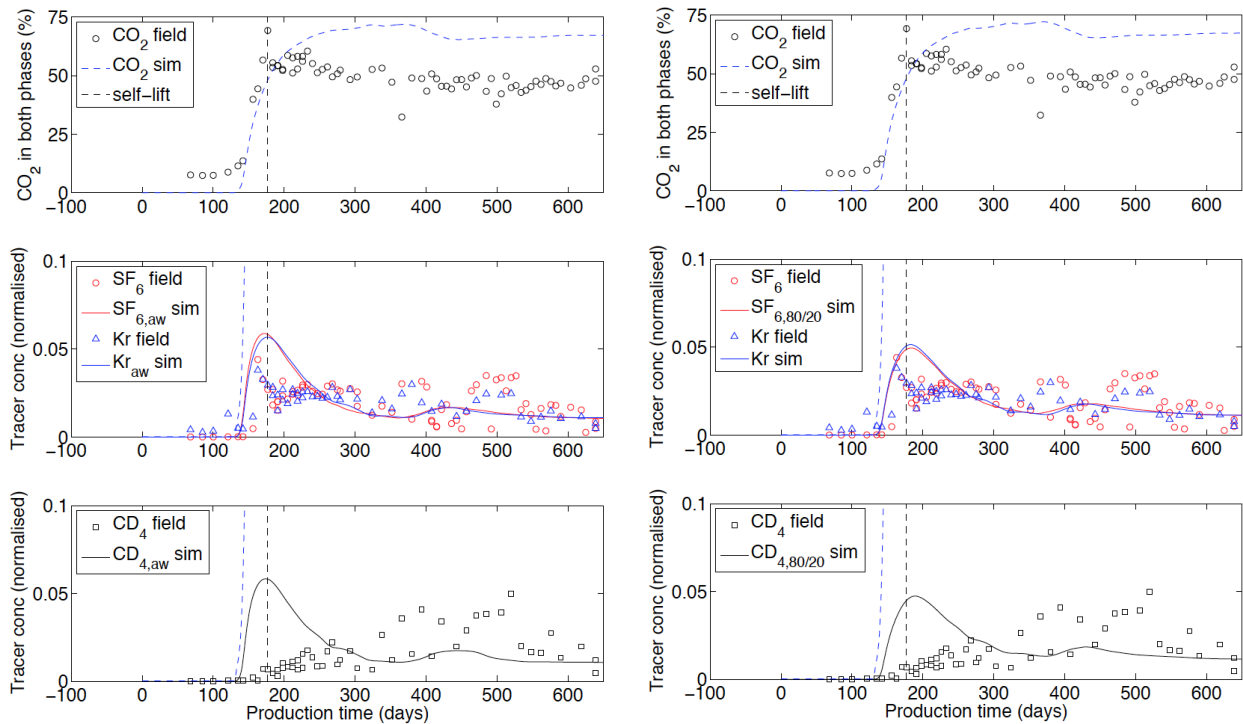 CO2 in both phases (%)
75
50
25
0
CO2 field
CO2 sim
self-lift
-100 0 100 200 300 400 500 600
CO2 in both phases (%)
75
50
25
0
CO2 field
CO2 sim
self-lift
-100 0 100 200 300 400 500 600
Tracer conc (normalised)
0.1
0.05
0
SF6 field
SF6,aw sim
Kr field
Kraw sim
-100 0 100 200 300 400 500 600
Tracer conc (normalised)
0.1
0.05
0
SF6 field
SF6,80/20 sim
Kr field
Kr sim
-100 0 100 200 300 400 500 600
Tracer conc (normalised)
0.1
0.05
0
CD4 field
CD4,aw sim
-100 0 100 200 300 400 500 600
Production time (days)
Tracer conc (normalised)
0.1
0.05
0
CD4 field
CD4,80/20 sim
-100 0 100 200 300 400 500 600
Production time (days)